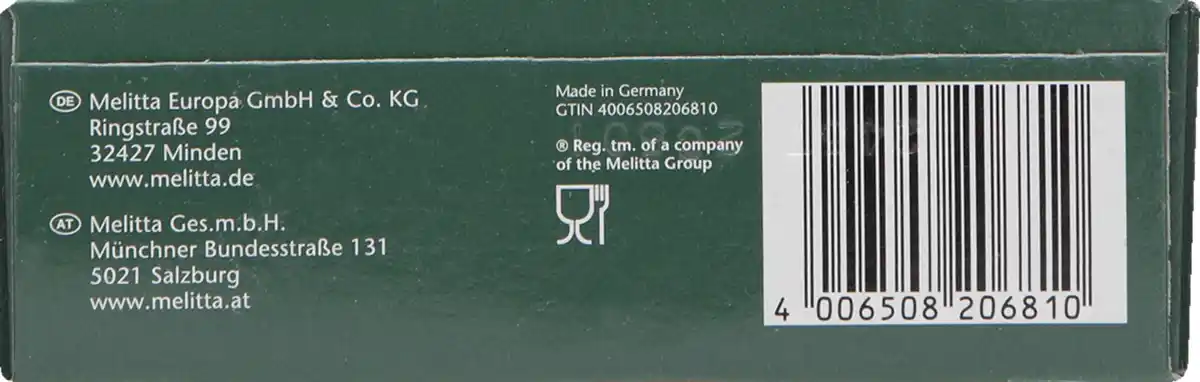 DE Melitta Europa GmbH & Co. KG
Ringstraße 99
32427 Minden
www.melitta.de
AT Melitta Ges.m.b.H.
Münchner Bundesstraße 131
5021 Salzburg
www.melitta.at
Made in Germany
GTIN 4006508206810
® Reg. tm. of a company
of the Melitta Group
4 006508 206810